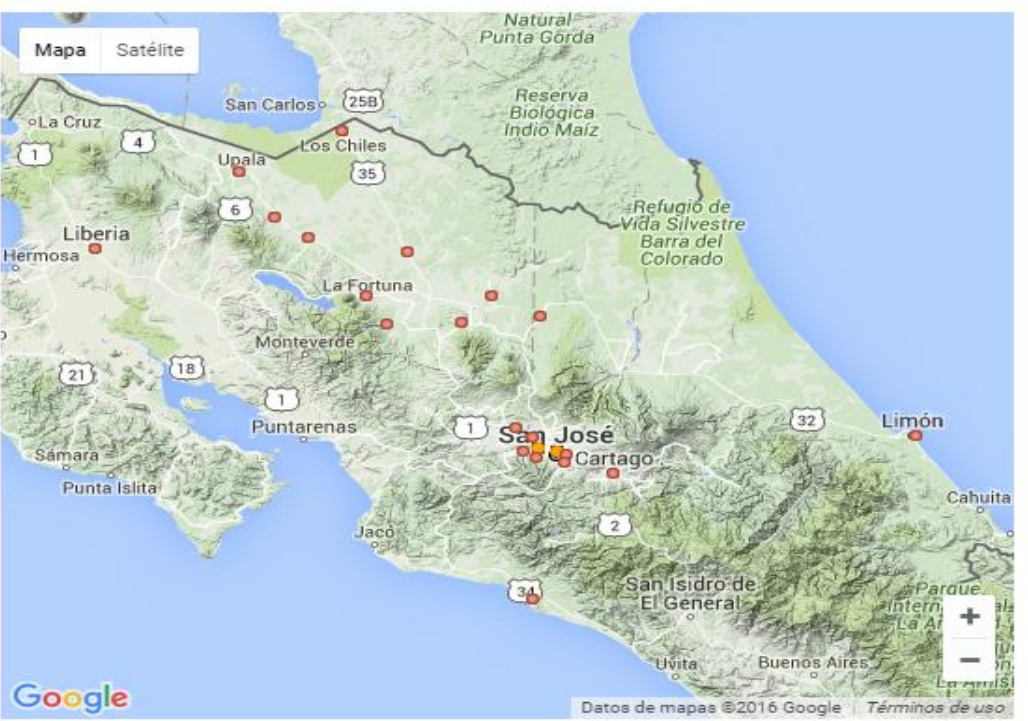 Natural
Punta Gorda
Mapa
Satélite
San Carlos
25B
Reserva
Biológica
Indio Maíz
La Cruz
4
1
Los Chiles
Upala
35
6
Refugio de
Vida Silvestre
Barra del
Colorado
Liberia
Hermosa
La Fortuna
Monteverde
21
18
1
Puntarenas
1
San José
32
Limón
Sámara
Cartago
Punta Islita
Cahuita
2
Jacó
34
San Isidro de
El General
Parque
Uvita
Buenos Aires
+
−
Google
Datos de mapas ©2016 Google
Términos de uso